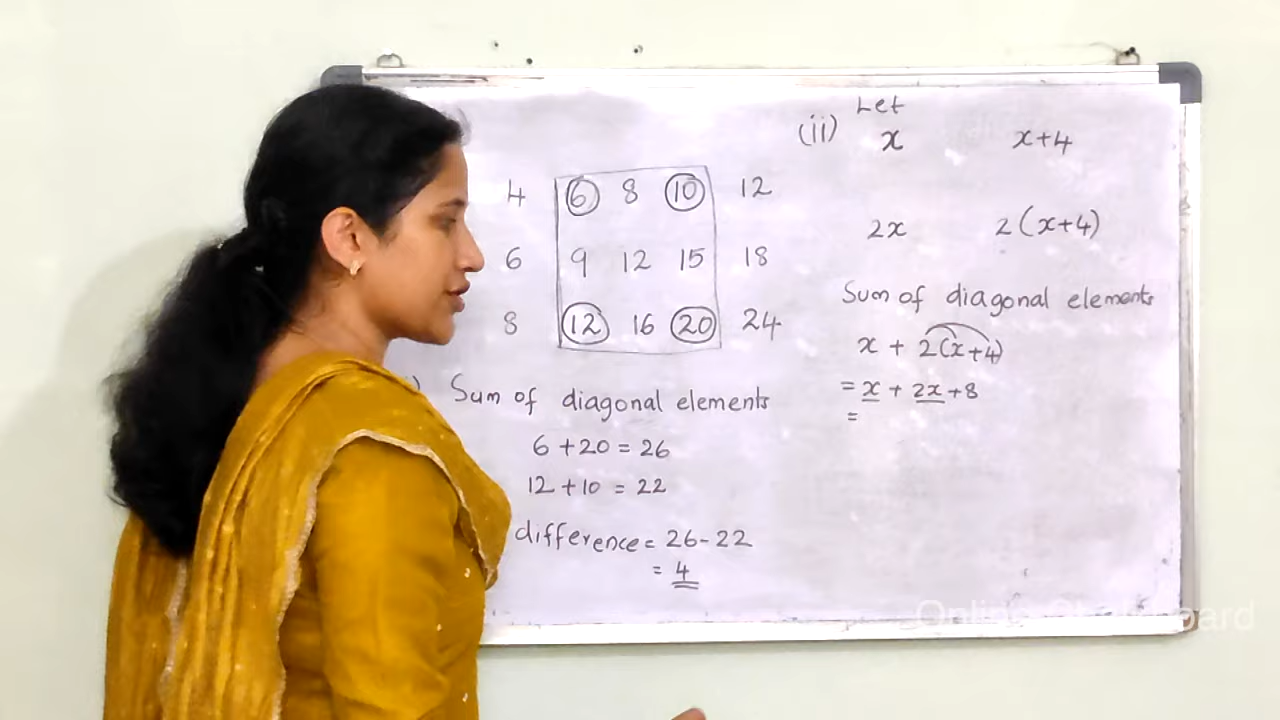 4 6 8 10 12
6 9 12 15 18
8 12 16 20 24
) Sum of diagonal elements
6 + 20 = 26
12 + 10 = 22
difference = 26 - 22
= 4
(ii) Let
x x+4
2x 2(x+4)
Sum of diagonal elements
x + 2(x+4)
= x + 2x + 8
=
Online